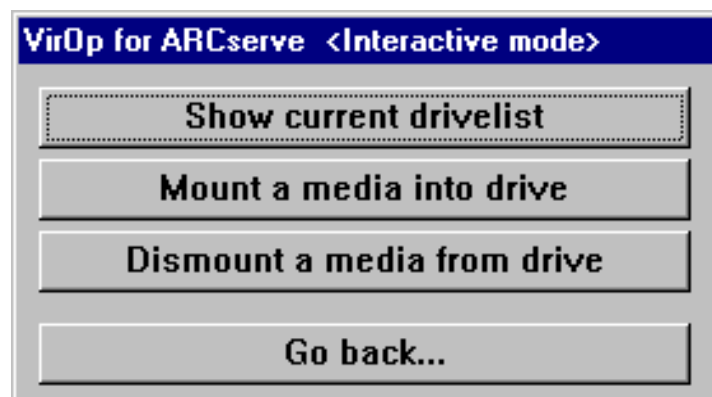 VirOp for ARCserve <Interactive mode>
Show current drivelist
Mount a media into drive
Dismount a media from drive
Go back...